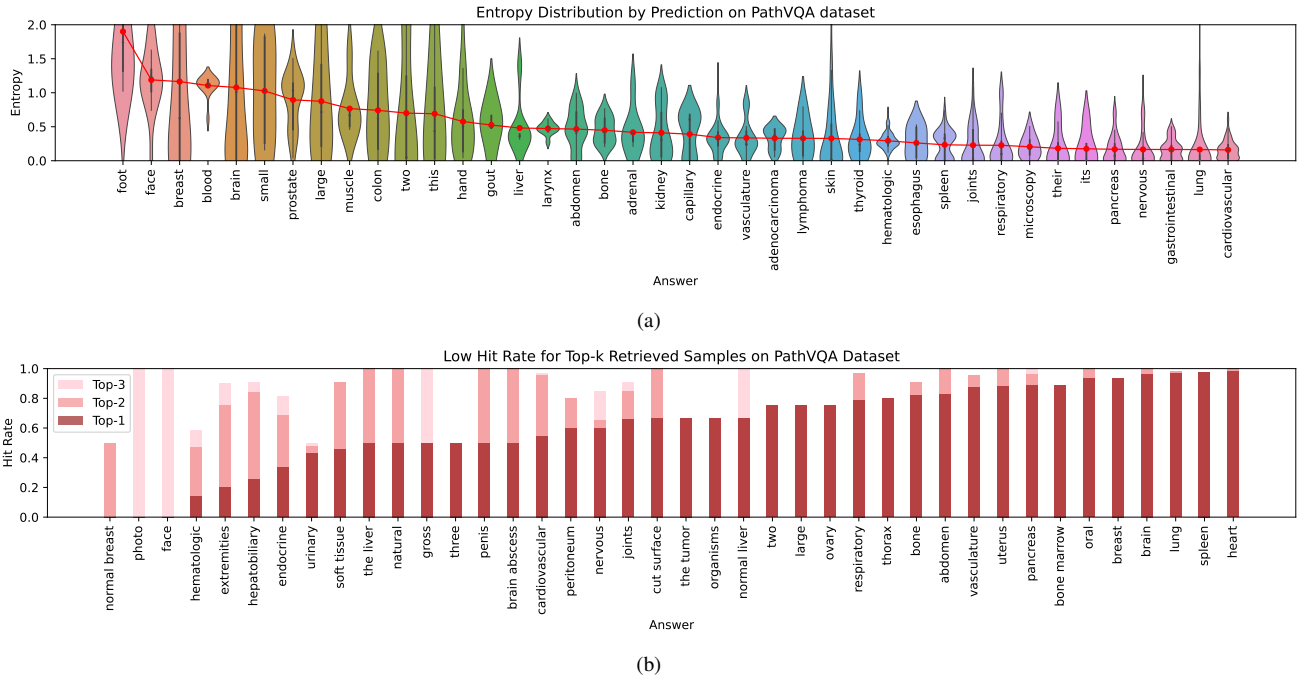 Entropy Distribution by Prediction on PathVQA dataset
2.0
1.5
1.0
0.5
0.0
Entropy
foot
face
breast
blood
brain
small
prostate
large
muscle
colon
two
this
hand
gout
liver
larynx
abdomen
bone
adrenal
kidney
capillary
endocrine
vasculature
adenocarcinoma
lymphoma
skin
thyroid
hematologic
esophagus
spleen
joints
respiratory
microscopy
their
its
pancreas
nervous
gastrointestinal
lung
cardiovascular
Answer
(a)
Low Hit Rate for Top-k Retrieved Samples on PathVQA Dataset
1.0
0.8
0.6
0.4
0.2
0.0
Hit Rate
Top-3
Top-2
Top-1
normal breast
photo
face
hematologic
extremities
hepatobiliary
endocrine
urinary
soft tissue
the liver
natural
gross
three
penis
brain abscess
cardiovascular
peritoneum
nervous
joints
cut surface
the tumor
organisms
normal liver
two
large
ovary
respiratory
thorax
bone
abdomen
vasculature
uterus
pancreas
bone marrow
oral
breast
brain
lung
spleen
heart
Answer
(b)